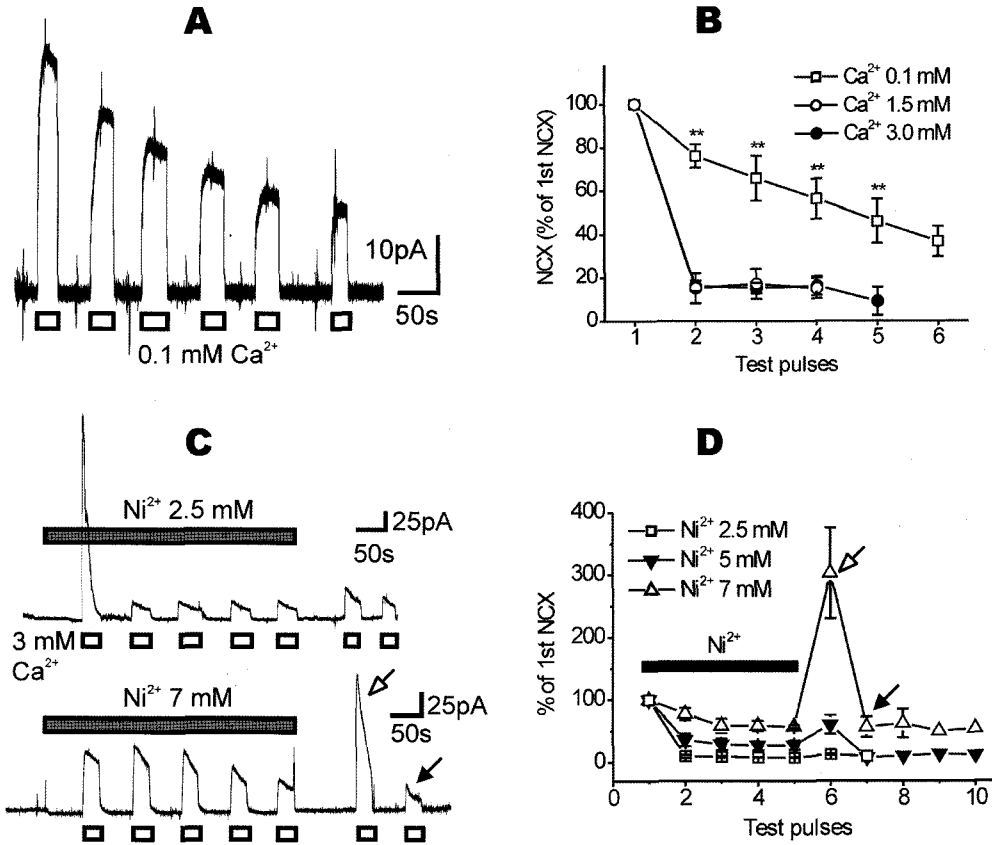 A
10pA
50s
0.1 mM Ca²⁺
B
NCX (% of 1st NCX)
100
80
60
40
20
0
Ca²⁺ 0.1 mM
Ca²⁺ 1.5 mM
Ca²⁺ 3.0 mM
**
**
**
**
1 2 3 4 5 6
Test pulses
C
Ni²⁺ 2.5 mM
25pA
50s
3 mM
Ca²⁺
Ni²⁺ 7 mM
25pA
50s
D
% of 1st NCX
400
300
200
100
0
Ni²⁺ 2.5 mM
Ni²⁺ 5 mM
Ni²⁺ 7 mM
Ni²⁺
0 2 4 6 8 10
Test pulses